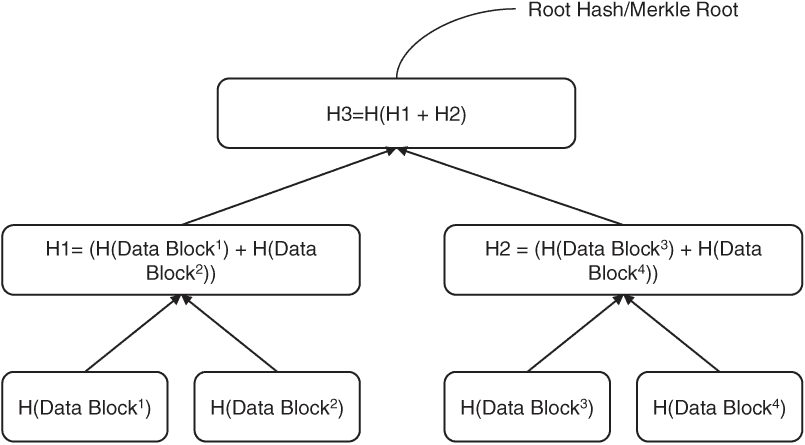 Root Hash/Merkle Root
H3=H(H1 + H2)
H1= (H(Data Block¹) + H(Data
Block²))
H2 = (H(Data Block³) + H(Data
Block⁴))
H(Data Block¹)
H(Data Block²)
H(Data Block³)
H(Data Block⁴)